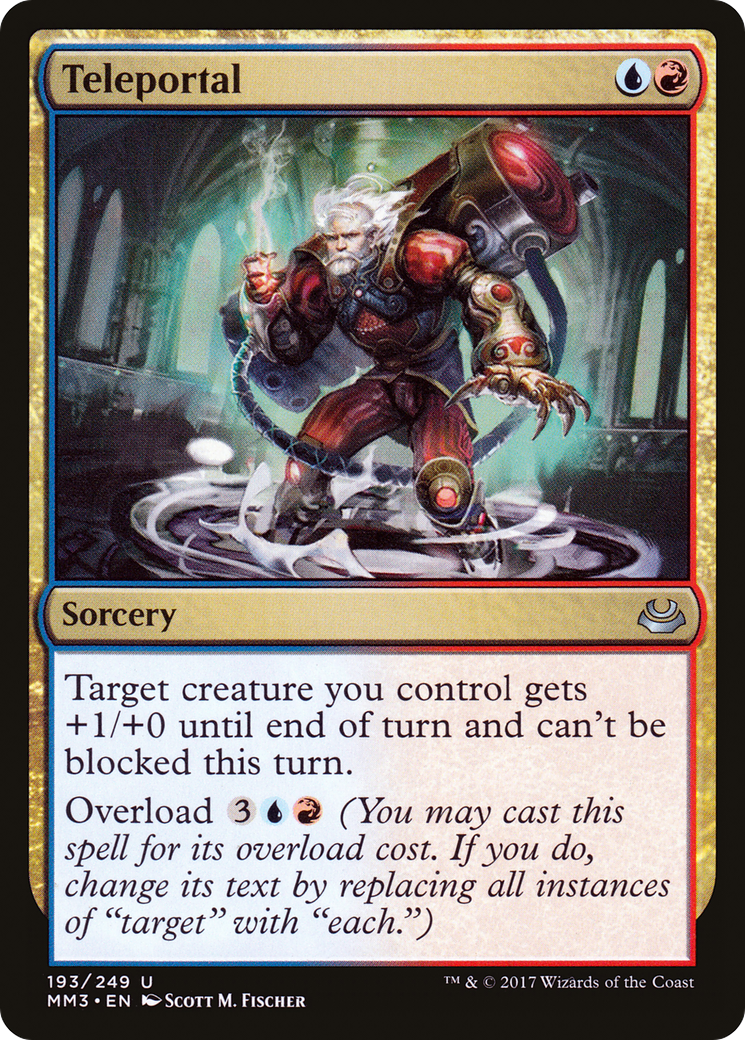 Teleportal
Sorcery
Target creature you control gets
+1/+0 until end of turn and can't be
blocked this turn.
Overload 3 (You may cast this
spell for its overload cost. If you do,
change its text by replacing all instances
of “target” with “each.”)
193/249 U
MM3 • EN Scott M. Fischer
™ & © 2017 Wizards of the Coast